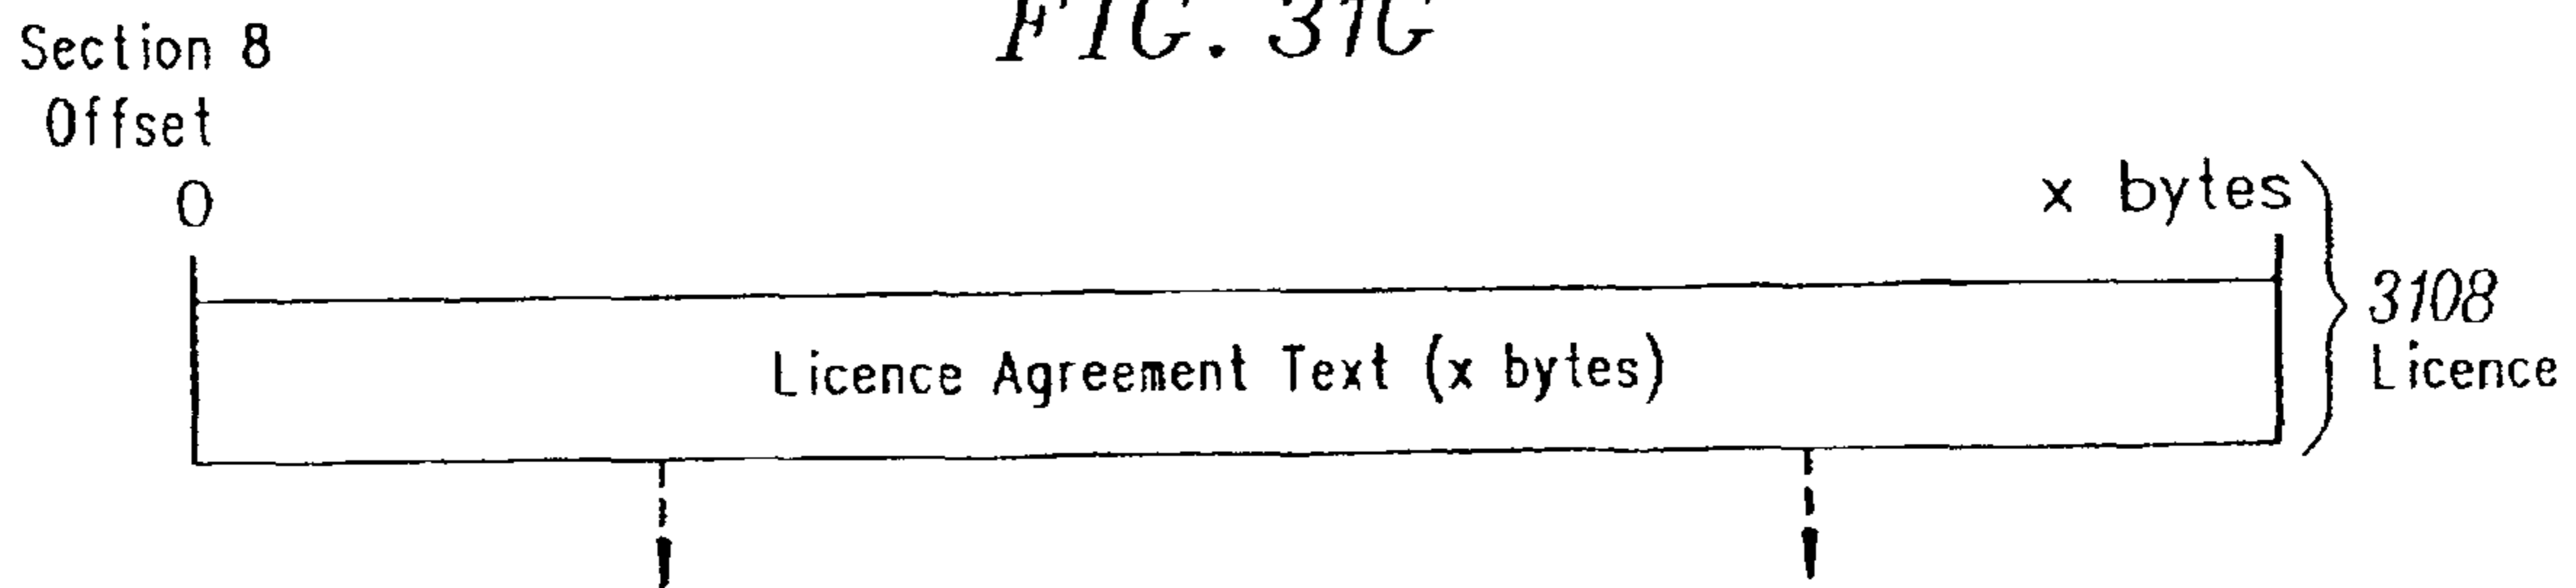 FIG. 31G
Section 8
Offset
0
x bytes
Licence Agreement Text (x bytes)
3108
Licence